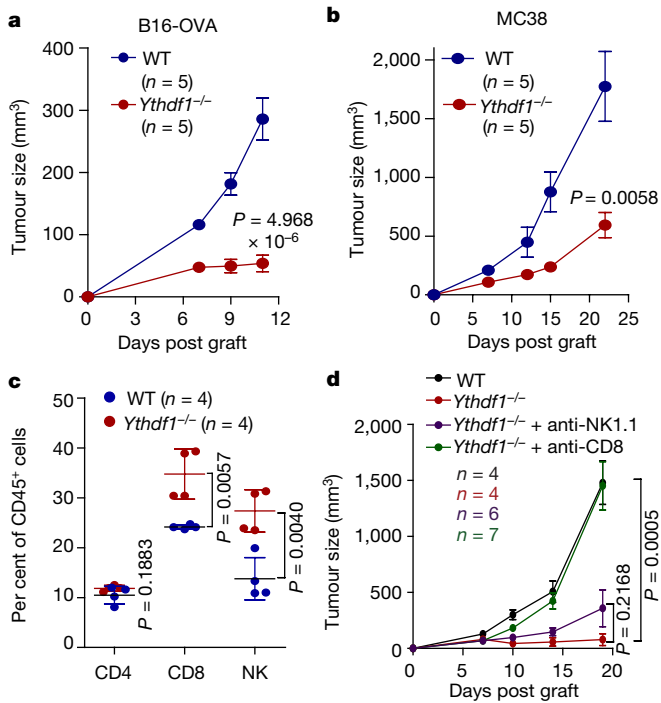 a
B16-OVA
Tumour size (mm³)
400
300
200
100
0
WT
(n = 5)
Ythdf1⁻/⁻
(n = 5)
P = 4.968
× 10⁻⁶
0 3 6 9 12
Days post graft
b
MC38
Tumour size (mm³)
2,000
1,500
1,000
500
0
WT
(n = 5)
Ythdf1⁻/⁻
(n = 5)
P = 0.0058
0 5 10 15 20 25
Days post graft
c
Per cent of CD45⁺ cells
50
40
30
20
10
0
WT (n = 4)
Ythdf1⁻/⁻ (n = 4)
P = 0.1883
P = 0.0057
P = 0.0040
CD4 CD8 NK
d
Tumour size (mm³)
2,000
1,500
1,000
500
0
WT
Ythdf1⁻/⁻
Ythdf1⁻/⁻ + anti-NK1.1
Ythdf1⁻/⁻ + anti-CD8
n = 4
n = 4
n = 6
n = 7
P = 0.2168
P = 0.0005
0 5 10 15 20
Days post graft